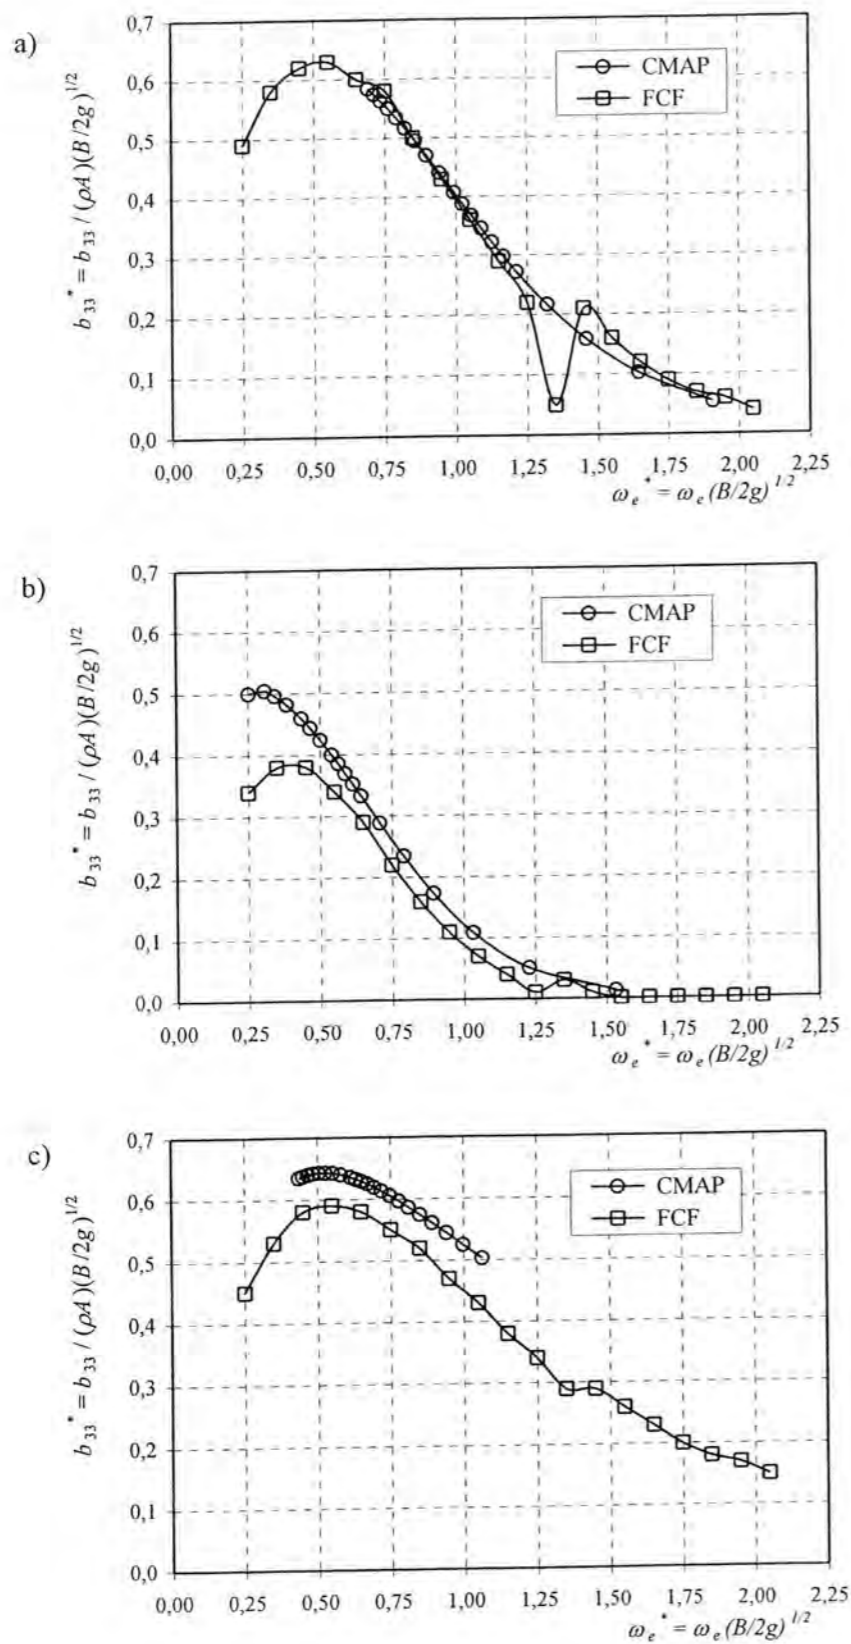 a)
0,7
0,6
0,5
0,4
0,3
0,2
0,1
0,0
b₃₃* = b₃₃ / (ρA)(B/2g)^1/2
CMAP
FCF
0,00 0,25 0,50 0,75 1,00 1,25 1,50 1,75 2,00 2,25
ω_e* = ω_e (B/2g)^1/2
b)
0,7
0,6
0,5
0,4
0,3
0,2
0,1
0,0
b₃₃* = b₃₃ / (ρA)(B/2g)^1/2
CMAP
FCF
0,00 0,25 0,50 0,75 1,00 1,25 1,50 1,75 2,00 2,25
ω_e* = ω_e (B/2g)^1/2
c)
0,7
0,6
0,5
0,4
0,3
0,2
0,1
0,0
b₃₃* = b₃₃ / (ρA)(B/2g)^1/2
CMAP
FCF
0,00 0,25 0,50 0,75 1,00 1,25 1,50 1,75 2,00 2,25
ω_e* = ω_e (B/2g)^1/2